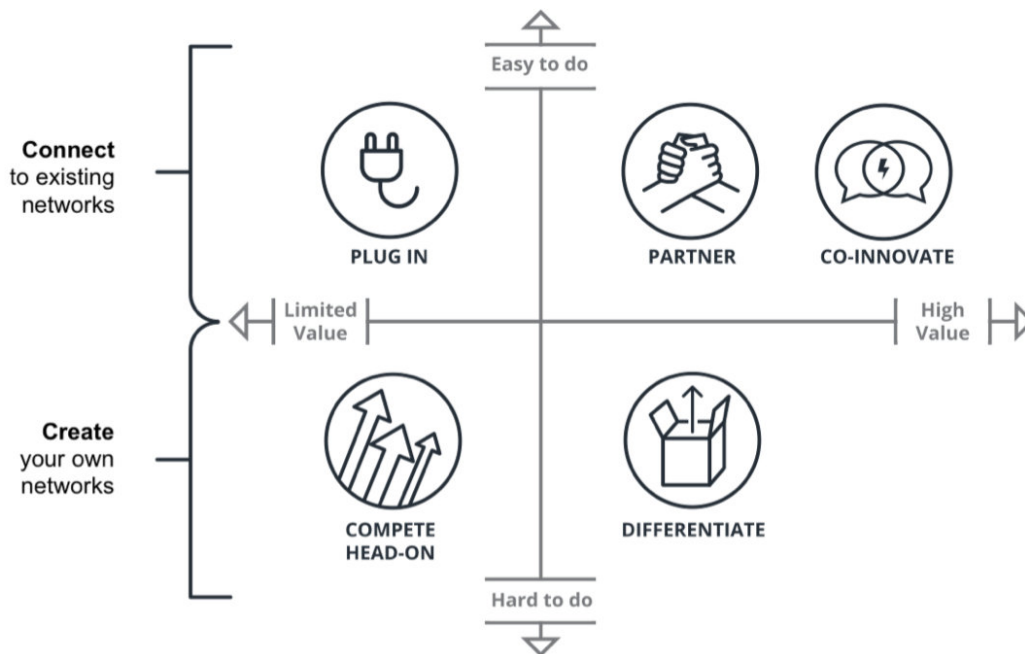 Easy to do
Connect
to existing
networks
PLUG IN
PARTNER
CO-INNOVATE
Limited
Value
High
Value
Create
your own
networks
COMPETE
HEAD-ON
DIFFERENTIATE
Hard to do